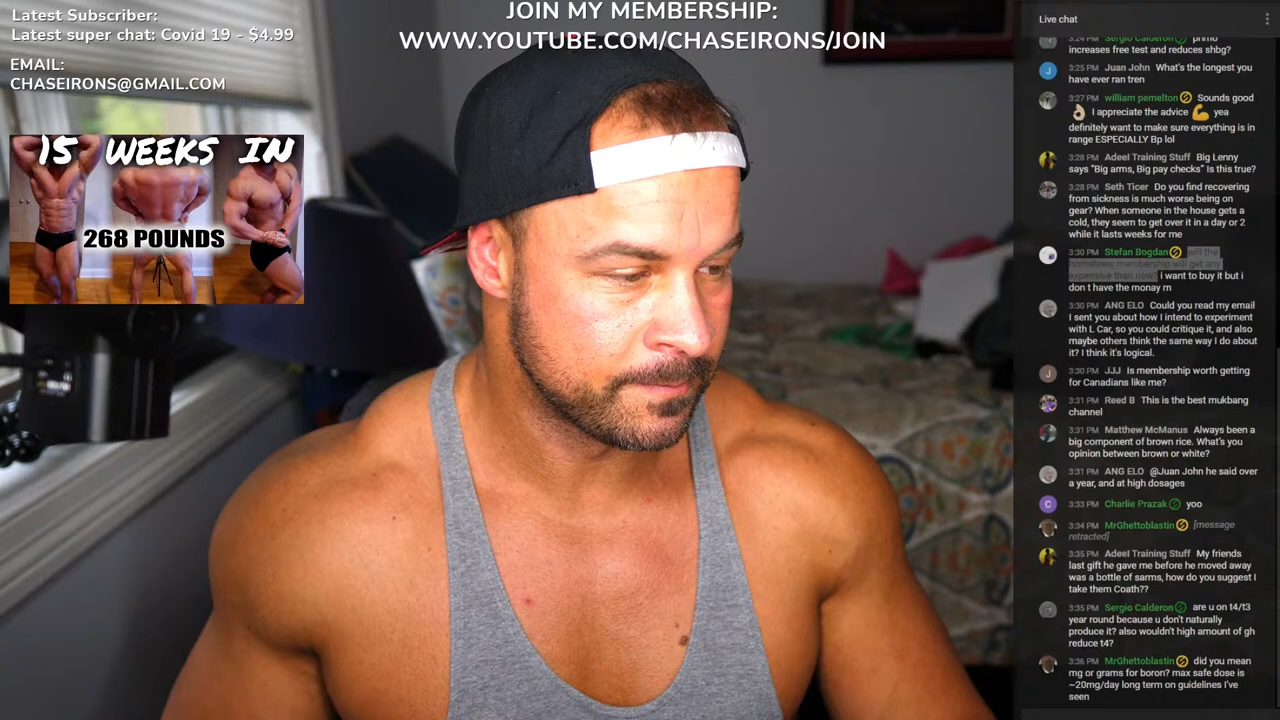 Latest Subscriber:
Latest super chat: Covid 19 - $4.99
EMAIL:
CHASEIRONS@GMAIL.COM
15 WEEKS IN
268 POUNDS
JOIN MY MEMBERSHIP:
WWW.YOUTUBE.COM/CHASEIRONS/JOIN
Live chat
3:24 PM Sergio Calderon primo
increases free test and reduces shbg?
J 3:25 PM Juan John What's the longest you
have ever ran tren
3:27 PM william pemelton Sounds good
👌🏼 I appreciate the advice 💪 yea
definitely want to make sure everything is in
range ESPECIALLY Bp lol
3:28 PM Adeel Training Stuff Big Lenny
says "Big arms, Big pay checks" Is this true?
3:28 PM Seth Ticer Do you find recovering
from sickness is much worse being on
gear? When someone in the house gets a
cold, they seem to get over it in a day or 2
while it lasts weeks for me
3:30 PM Stefan Bogdan will the
homebrew membership will get any
expensive than now? i want to buy it but i
don t have the monay rn
3:30 PM ANG ELO Could you read my email
I sent you about how I intend to experiment
with L Car, so you could critique it, and also
maybe others think the same way I do about
it? I think it's logical.
J 3:30 PM JJJ Is membership worth getting
for Canadians like me?
3:31 PM Reed B This is the best mukbang
channel
3:31 PM Matthew McManus Always been a
big component of brown rice. What's you
opinion between brown or white?
3:31 PM ANG ELO @Juan John he said over
a year, and at high dosages
C 3:33 PM Charlie Prazak yoo
3:34 PM MrGhettoblastin [message
retracted]
3:35 PM Adeel Training Stuff My friends
last gift he gave me before he moved away
was a bottle of sarms, how do you suggest I
take them Coath??
3:35 PM Sergio Calderon are u on t4/t3
year round because u don't naturally
produce it? also wouldn't high amount of gh
reduce t4?
3:36 PM MrGhettoblastin did you mean
mg or grams for boron? max safe dose is
~20mg/day long term on guidelines I've
seen